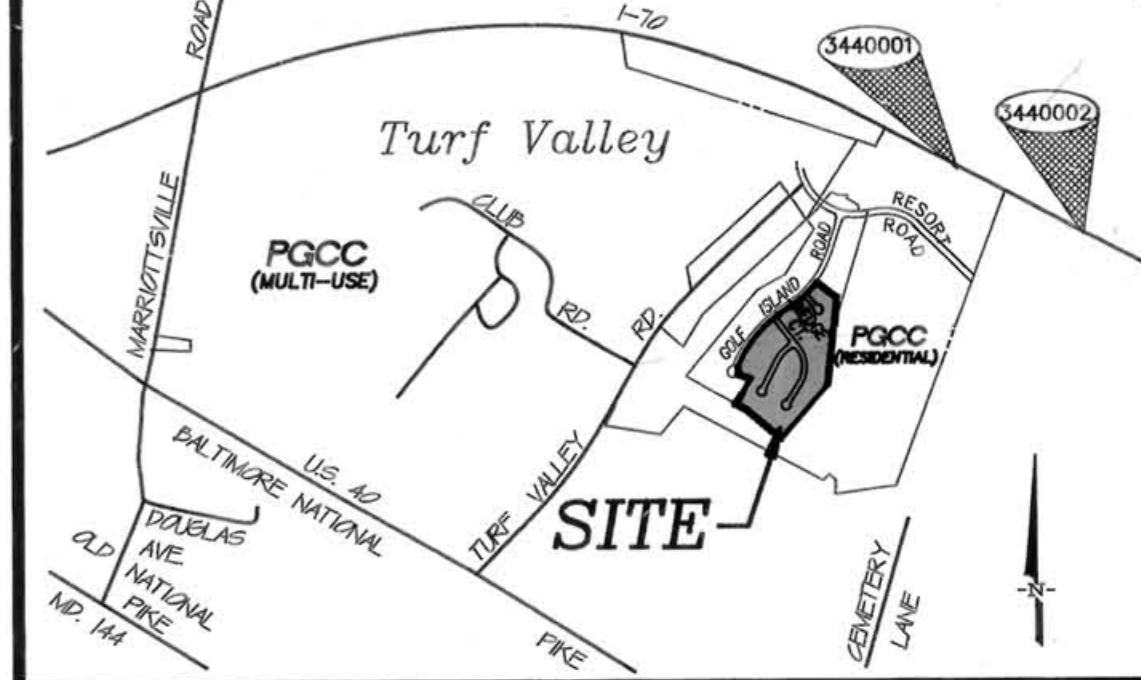 ROAD
I-70
3440001
3440002
Turf Valley
MARRIOTTSVILLE
CLUB
RD.
RESORT
ROAD
PGCC
(MULTI-USE)
GOLF ISLAND ROAD
RD.
CT.
PGCC
(RESIDENTIAL)
BALTIMORE NATIONAL
U.S. 40
TURF VALLEY
SITE
DOUGLAS
AVE
OLD
NATIONAL
PIKE
MD. 144
PIKE
CEMETERY
LANE
-N-